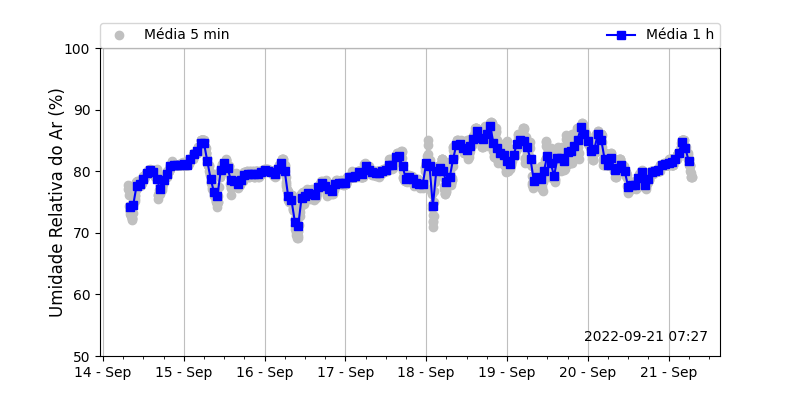 Média 5 min
Média 1 h
100
90
80
70
60
50
Umidade Relativa do Ar (%)
2022-09-21 07:27
14 - Sep
15 - Sep
16 - Sep
17 - Sep
18 - Sep
19 - Sep
20 - Sep
21 - Sep